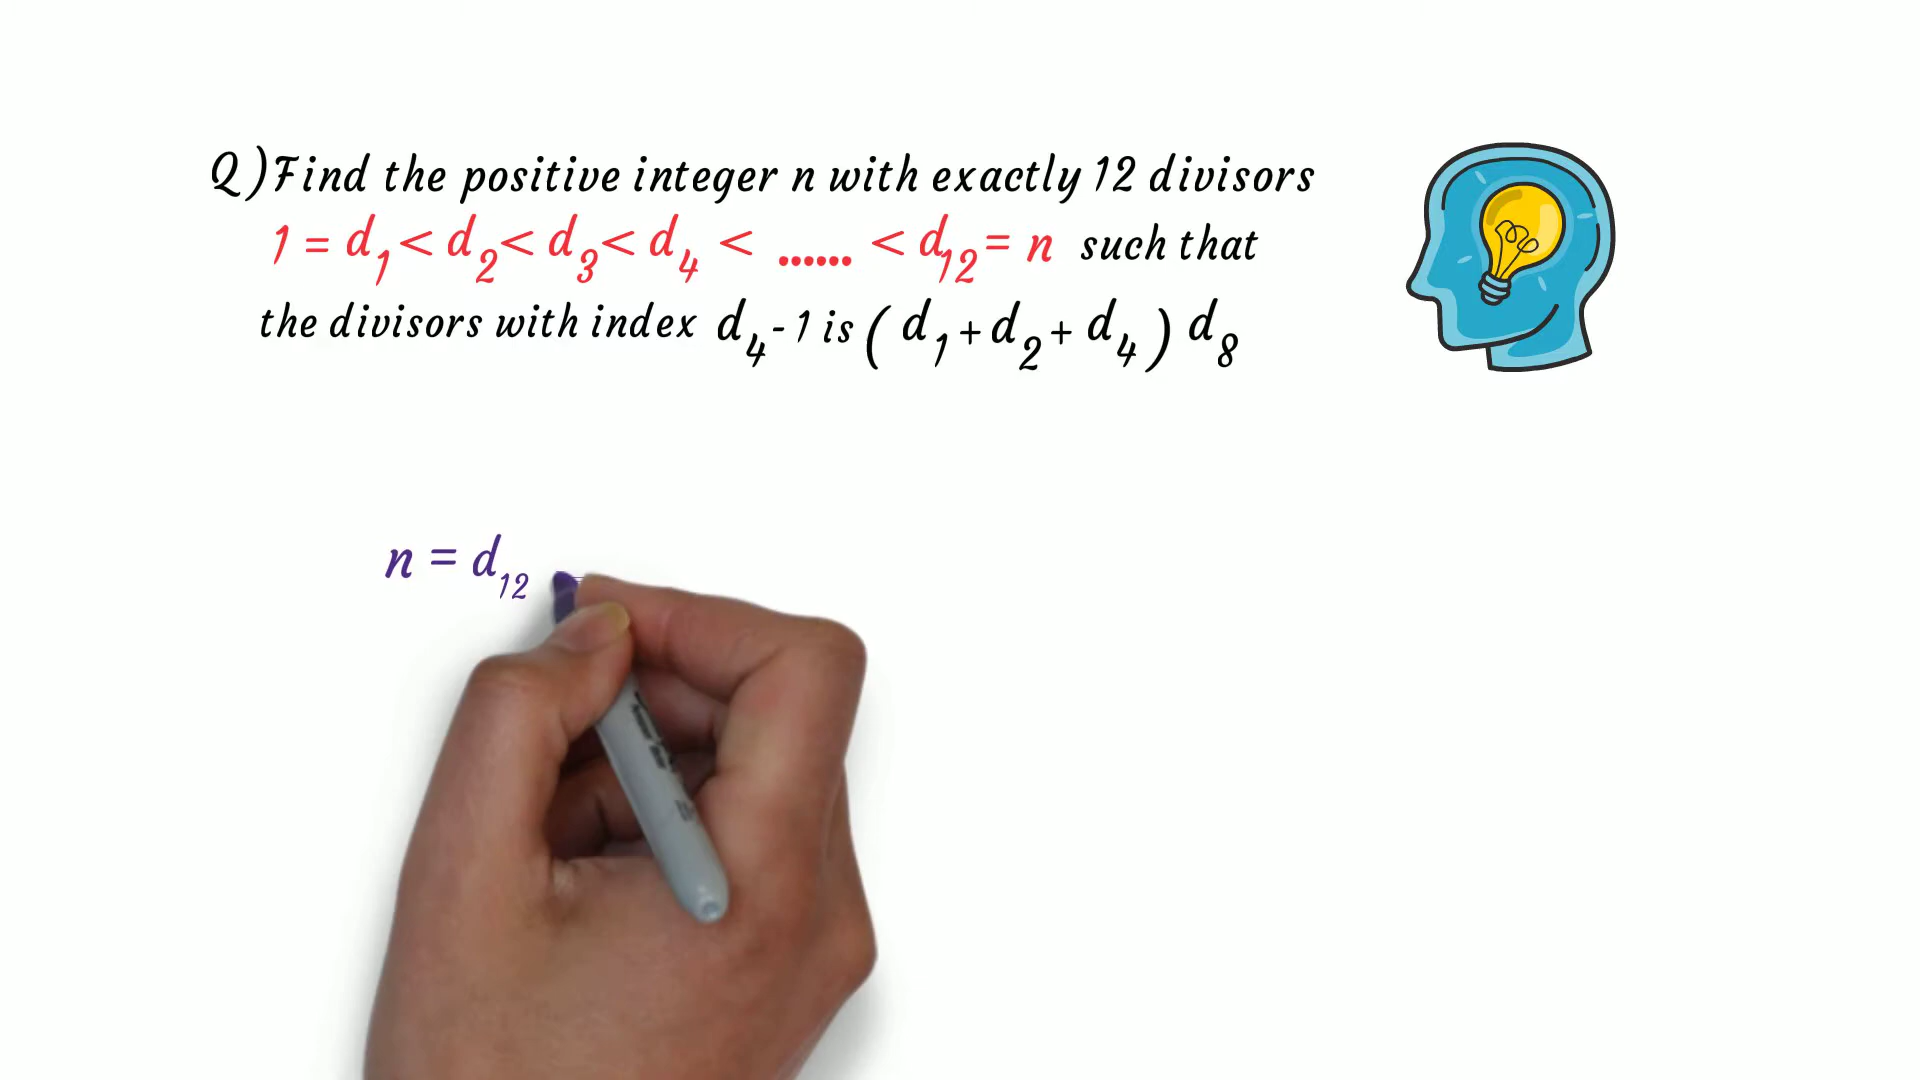 Q) Find the positive integer n with exactly 12 divisors
1 = d₁ < d₂ < d₃ < d₄ < ...... < d₁₂ = n such that
the divisors with index d₄ - 1 is ( d₁ + d₂ + d₄ ) d₈
n = d₁₂